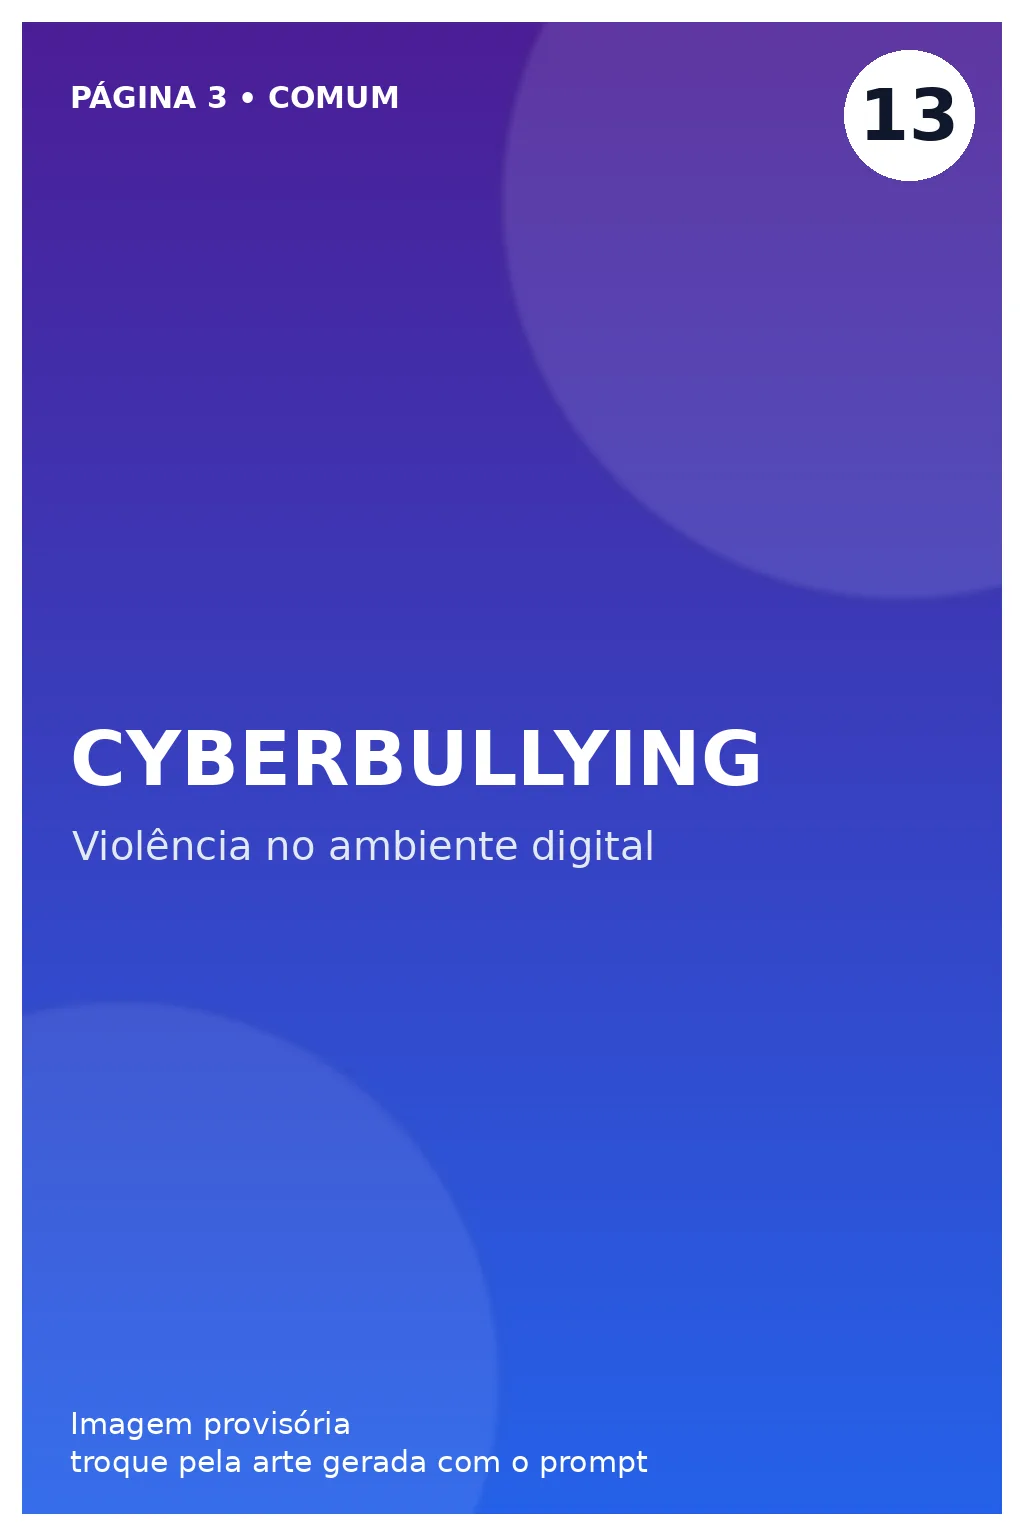 PÁGINA 3 • COMUM
13
CYBERBULLYING
Violência no ambiente digital
Imagem provisória
troque pela arte gerada com o prompt